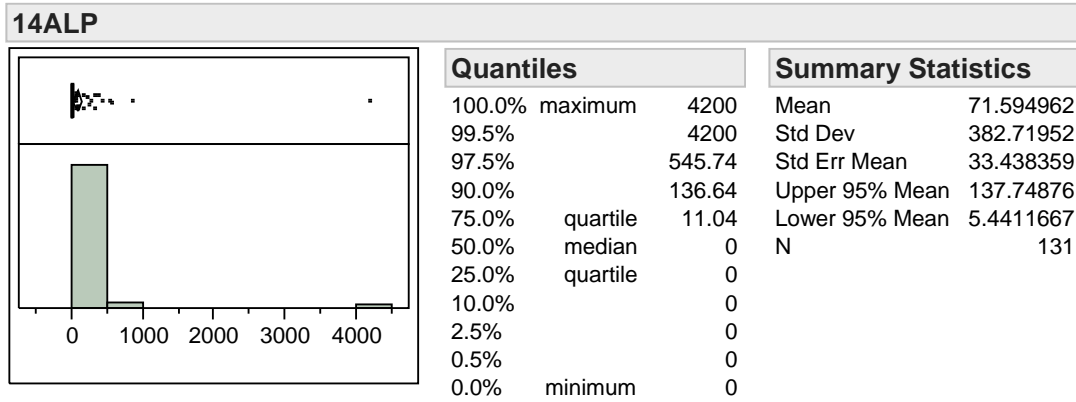 14ALP
0 1000 2000 3000 4000
Quantiles
100.0% maximum 4200
99.5% 4200
97.5% 545.74
90.0% 136.64
75.0% quartile 11.04
50.0% median 0
25.0% quartile 0
10.0% 0
2.5% 0
0.5% 0
0.0% minimum 0
Summary Statistics
Mean 71.594962
Std Dev 382.71952
Std Err Mean 33.438359
Upper 95% Mean 137.74876
Lower 95% Mean 5.4411667
N 131